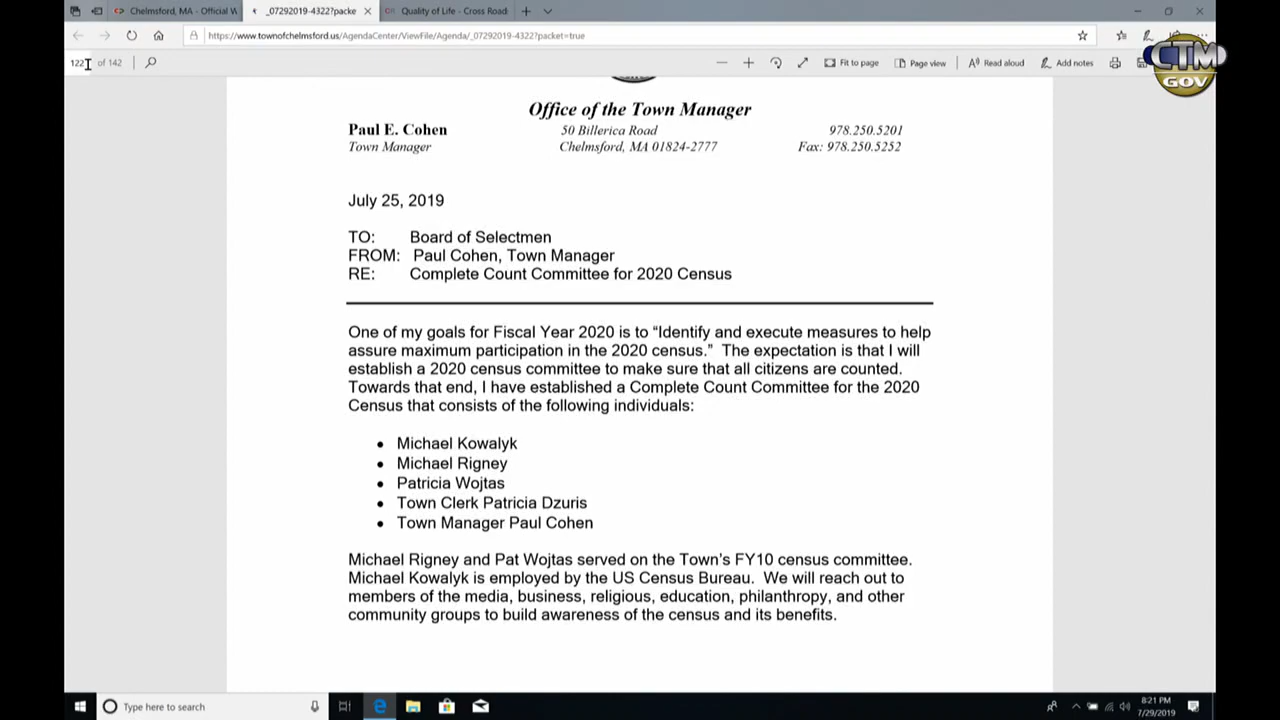 Chelmsford, MA - Official W
_07292019-4322?packe
Quality of Life - Cross Road
https://www.townofchelmsford.us/AgendaCenter/ViewFile/Agenda/_07292019-4322?packet=true
122 of 142
Fit to page
Page view
Read aloud
Add notes
CTM
GOV
Office of the Town Manager
Paul E. Cohen 50 Billerica Road 978.250.5201
Town Manager Chelmsford, MA 01824-2777 Fax: 978.250.5252
July 25, 2019
TO: Board of Selectmen
FROM: Paul Cohen, Town Manager
RE: Complete Count Committee for 2020 Census
One of my goals for Fiscal Year 2020 is to “Identify and execute measures to help
assure maximum participation in the 2020 census.” The expectation is that I will
establish a 2020 census committee to make sure that all citizens are counted.
Towards that end, I have established a Complete Count Committee for the 2020
Census that consists of the following individuals:
• Michael Kowalyk
• Michael Rigney
• Patricia Wojtas
• Town Clerk Patricia Dzuris
• Town Manager Paul Cohen
Michael Rigney and Pat Wojtas served on the Town’s FY10 census committee.
Michael Kowalyk is employed by the US Census Bureau. We will reach out to
members of the media, business, religious, education, philanthropy, and other
community groups to build awareness of the census and its benefits.
Type here to search
8:21 PM
7/29/2019